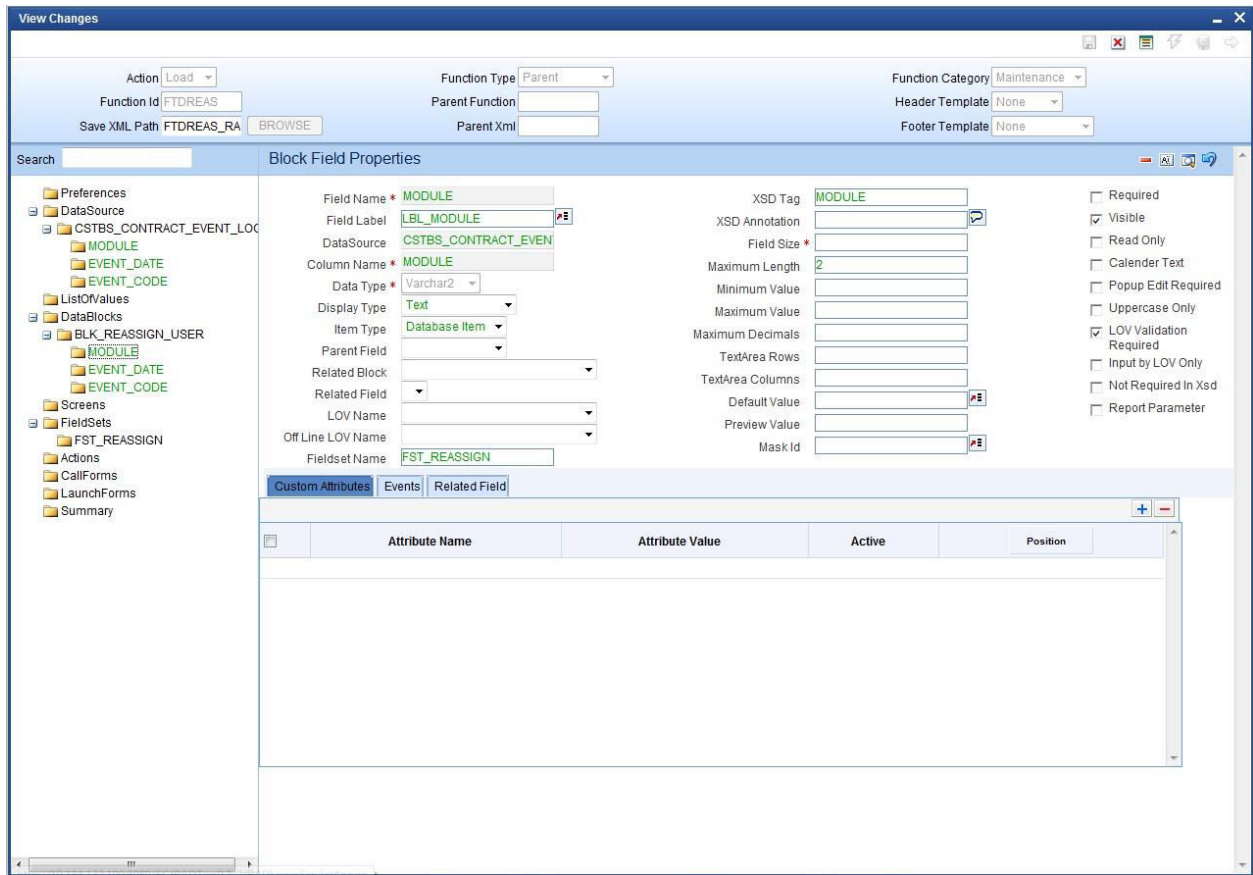 View Changes
Action Load Function Type Parent Function Category Maintenance
Function Id FTDREAS Parent Function Header Template None
Save XML Path FTDREAS_RA BROWSE Parent Xml Footer Template None
Search Block Field Properties
Preferences
DataSource
CSTBS_CONTRACT_EVENT_LOG
MODULE
EVENT_DATE
EVENT_CODE
ListOfValues
DataBlocks
BLK_REASSIGN_USER
MODULE
EVENT_DATE
EVENT_CODE
Screens
FieldSets
FST_REASSIGN
Actions
CallForms
LaunchForms
Summary
Field Name * MODULE
Field Label LBL_MODULE
DataSource CSTBS_CONTRACT_EVEN
Column Name * MODULE
Data Type * Varchar2
Display Type Text
Item Type Database Item
Parent Field
Related Block
Related Field
LOV Name
Off Line LOV Name
Fieldset Name FST_REASSIGN
XSD Tag MODULE
XSD Annotation
Field Size *
Maximum Length 2
Minimum Value
Maximum Value
Maximum Decimals
TextArea Rows
TextArea Columns
Default Value
Preview Value
Mask Id
Required
Visible
Read Only
Calender Text
Popup Edit Required
Uppercase Only
LOV Validation
Required
Input by LOV Only
Not Required In Xsd
Report Parameter
Custom Attributes Events Related Field
Attribute Name Attribute Value Active Position